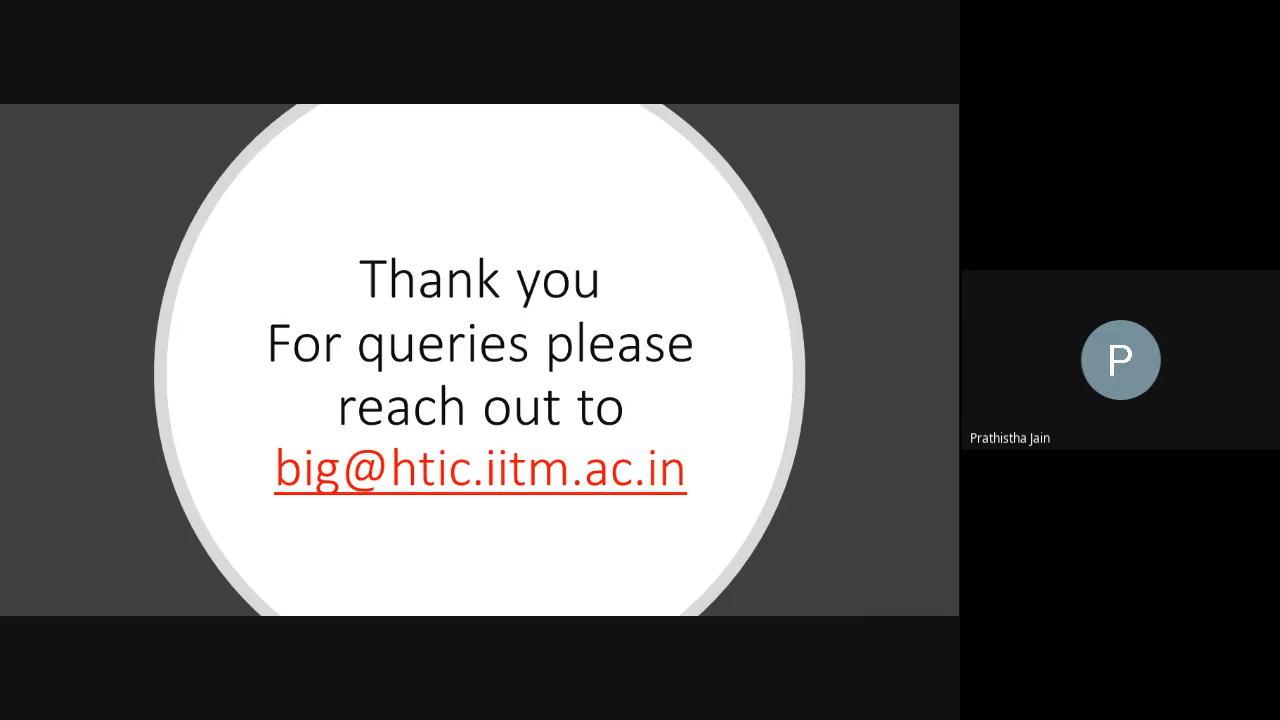 Thank you
For queries please
reach out to
big@htic.iitm.ac.in
P
Prathistha Jain